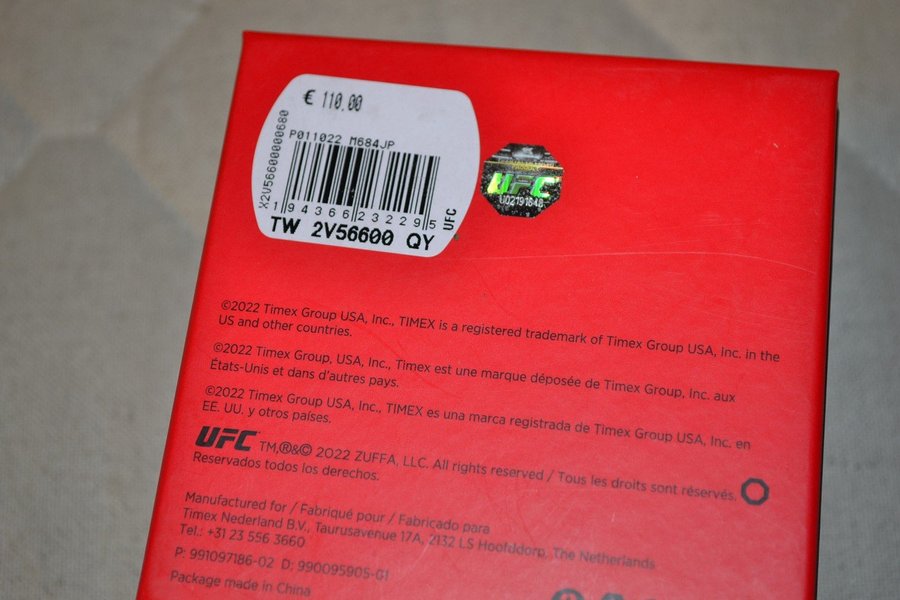 € 110.00
P011022 M684JP
X2V56600000680
1 94366 23229 5
UFC
TW 2V56600 QY
UFC
©2022 Timex Group USA, Inc., TIMEX is a registered trademark of Timex Group USA, Inc. in the
US and other countries.
©2022 Timex Group, USA, Inc., Timex est une marque déposée de Timex Group, Inc. aux
États-Unis et dans d'autres pays.
©2022 Timex Group USA, Inc., TIMEX es una marca registrada de Timex Group USA, Inc. en
EE. UU. y otros países.
UFC TM,®&© 2022 ZUFFA, LLC. All rights reserved / Tous les droits sont réservés.
Reservados todos los derechos.
Manufactured for / Fabriqué pour / Fabricado para
Timex Nederland B.V., Taurusavenue 17A, 2132 LS Hoofddorp, The Netherlands
Tel.: +31 23 556 3660
P: 991097186-02 D: 990095905-01
Package made in China